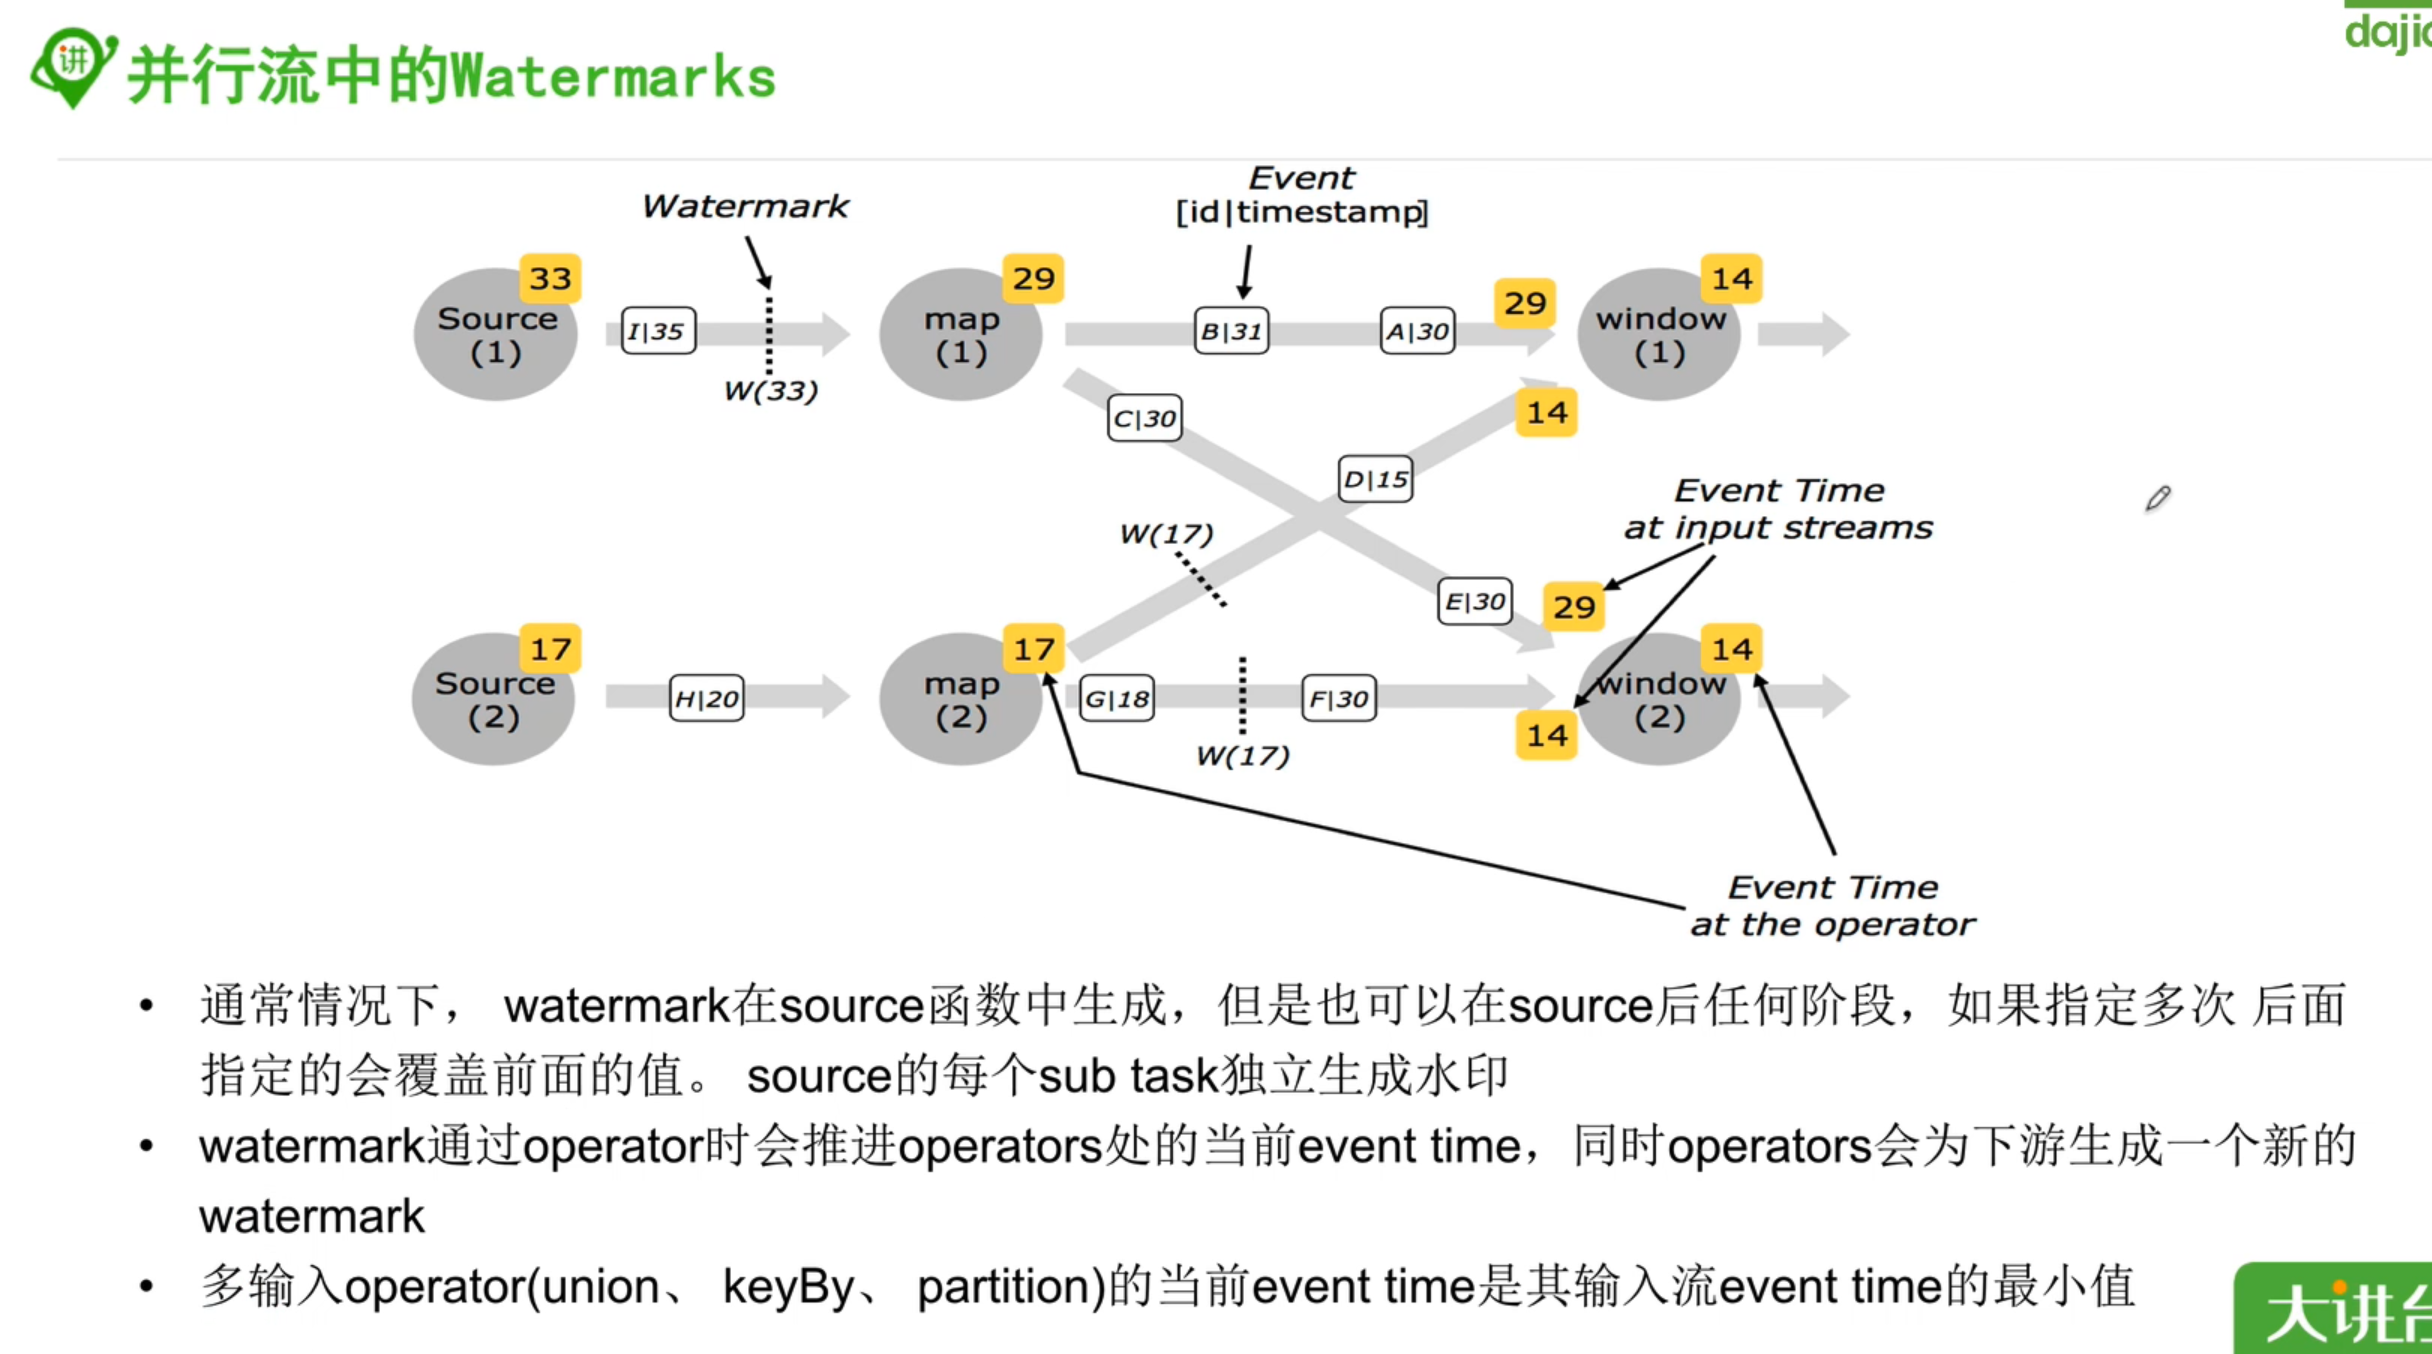 讲
并行流中的Watermarks
Watermark
Event
[id|timestamp]
33
Source
(1)
I|35
W(33)
29
map
(1)
B|31
A|30
29
14
window
(1)
C|30
14
D|15
W(17)
Event Time
at input streams
E|30
29
17
Source
(2)
H|20
17
map
(2)
G|18
F|30
W(17)
14
14
window
(2)
Event Time
at the operator
• 通常情况下， watermark在source函数中生成，但是也可以在source后任何阶段，如果指定多次 后面
指定的会覆盖前面的值。 source的每个sub task独立生成水印
• watermark通过operator时会推进operators处的当前event time，同时operators会为下游生成一个新的
watermark
• 多输入operator(union、 keyBy、 partition)的当前event time是其输入流event time的最小值
大讲台